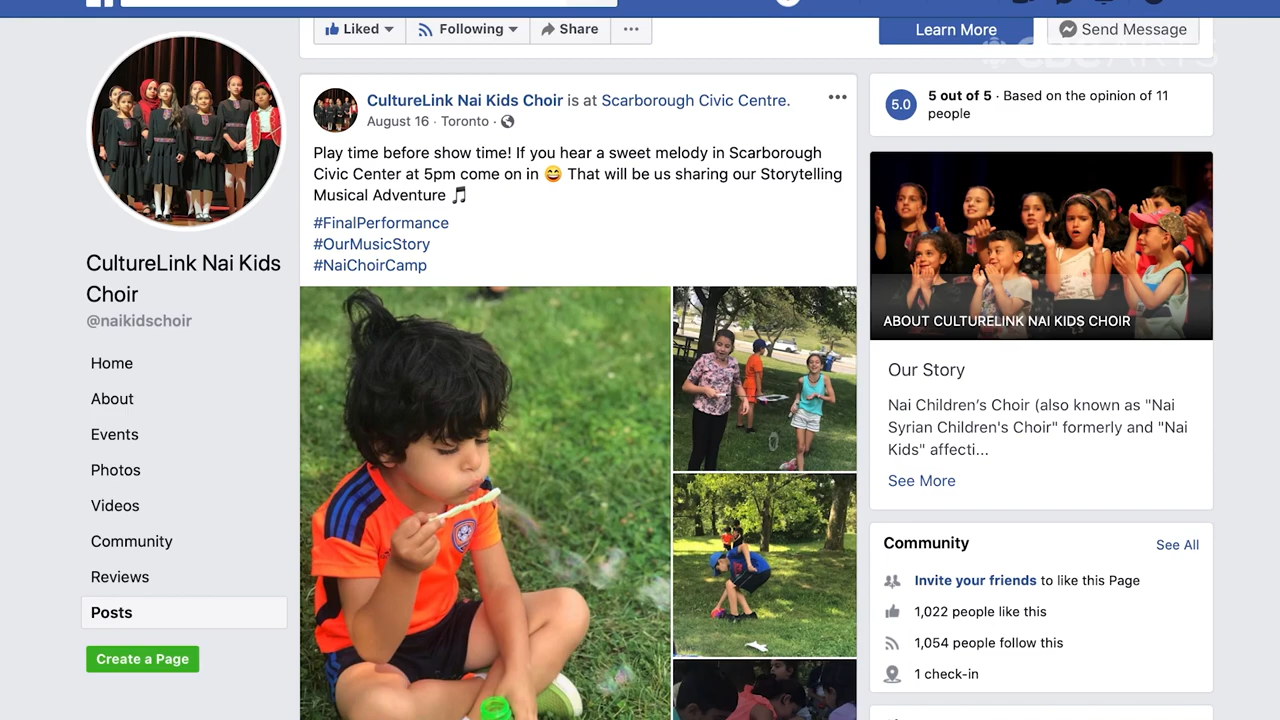 Liked
Following
Share
Learn More
Send Message
CBC ARTS
CultureLink Nai Kids Choir is at Scarborough Civic Centre.
August 16 · Toronto ·
Play time before show time! If you hear a sweet melody in Scarborough
Civic Center at 5pm come on in 😄 That will be us sharing our Storytelling
Musical Adventure 🎵
#FinalPerformance
#OurMusicStory
#NaiChoirCamp
CultureLink Nai Kids
Choir
@naikidschoir
Home
About
Events
Photos
Videos
Community
Reviews
Posts
Create a Page
5.0
5 out of 5 · Based on the opinion of 11
people
ABOUT CULTURELINK NAI KIDS CHOIR
Our Story
Nai Children’s Choir (also known as "Nai
Syrian Children's Choir" formerly and "Nai
Kids" affecti...
See More
Community
See All
Invite your friends to like this Page
1,022 people like this
1,054 people follow this
1 check-in